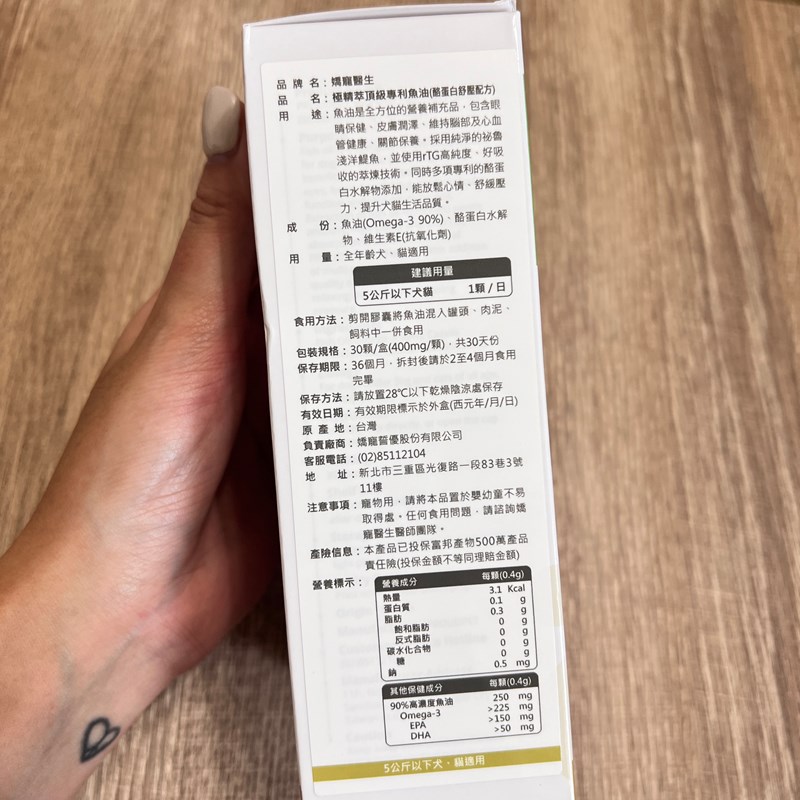 品牌名：嬌寵醫生
品名：極精萃頂級專利魚油(酪蛋白舒壓配方)
用途：魚油是全方位的營養補充品，包含眼
睛保健、皮膚潤澤、維持腦部及心血
管健康、關節保養。採用純淨的祕魯
淺洋鯷魚，並使用rTG高純度、好吸
收的萃煉技術。同時多項專利的酪蛋
白水解物添加，能放鬆心情、舒緩壓
力，提升犬貓生活品質。
成份：魚油(Omega-3 90%)、酪蛋白水解
物、維生素E(抗氧化劑)
用量：全年齡犬、貓適用
建議用量
5公斤以下犬貓 1顆/日
食用方法：剪開膠囊將魚油混入罐頭、肉泥、
飼料中一併食用
包裝規格：30顆/盒(400mg/顆)，共30天份
保存期限：36個月，拆封後請於2至4個月食用
完畢
保存方法：請放置28℃以下乾燥陰涼處保存
有效日期：有效期限標示於外盒(西元年/月/日)
原產地：台灣
負責廠商：嬌寵誓優股份有限公司
客服電話：(02)85112104
地址：新北市三重區光復路一段83巷3號
11樓
注意事項：寵物用，請將本品置於嬰幼童不易
取得處。任何食用問題，請諮詢嬌
寵醫生醫師團隊。
產險信息：本產品已投保富邦產物500萬產品
責任險(投保金額不等同理賠金額)
營養標示：
營養成分 每顆(0.4g)
熱量 3.1 Kcal
蛋白質 0.1 g
脂肪 0.3 g
飽和脂肪 0 g
反式脂肪 0 g
碳水化合物 0 g
糖 0 g
鈉 0.5 mg
其他保健成分 每顆(0.4g)
90%高濃度魚油 250 mg
Omega-3 >225 mg
EPA >150 mg
DHA >50 mg
5公斤以下犬、貓適用